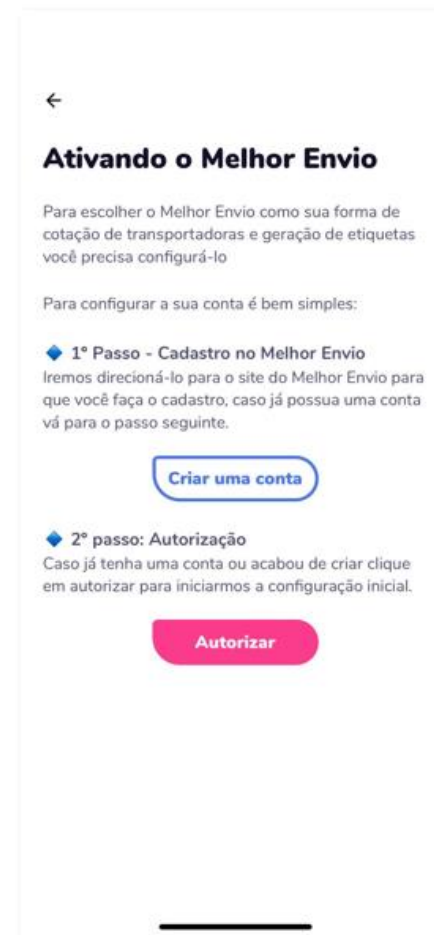 Ativando o Melhor Envio
Para escolher o Melhor Envio como sua forma de
cotação de transportadoras e geração de etiquetas
você precisa configurá-lo
Para configurar a sua conta é bem simples:
1º Passo - Cadastro no Melhor Envio
Iremos direcioná-lo para o site do Melhor Envio para
que você faça o cadastro, caso já possua uma conta
vá para o passo seguinte.
Criar uma conta
2º passo: Autorização
Caso já tenha uma conta ou acabou de criar clique
em autorizar para iniciarmos a configuração inicial.
Autorizar